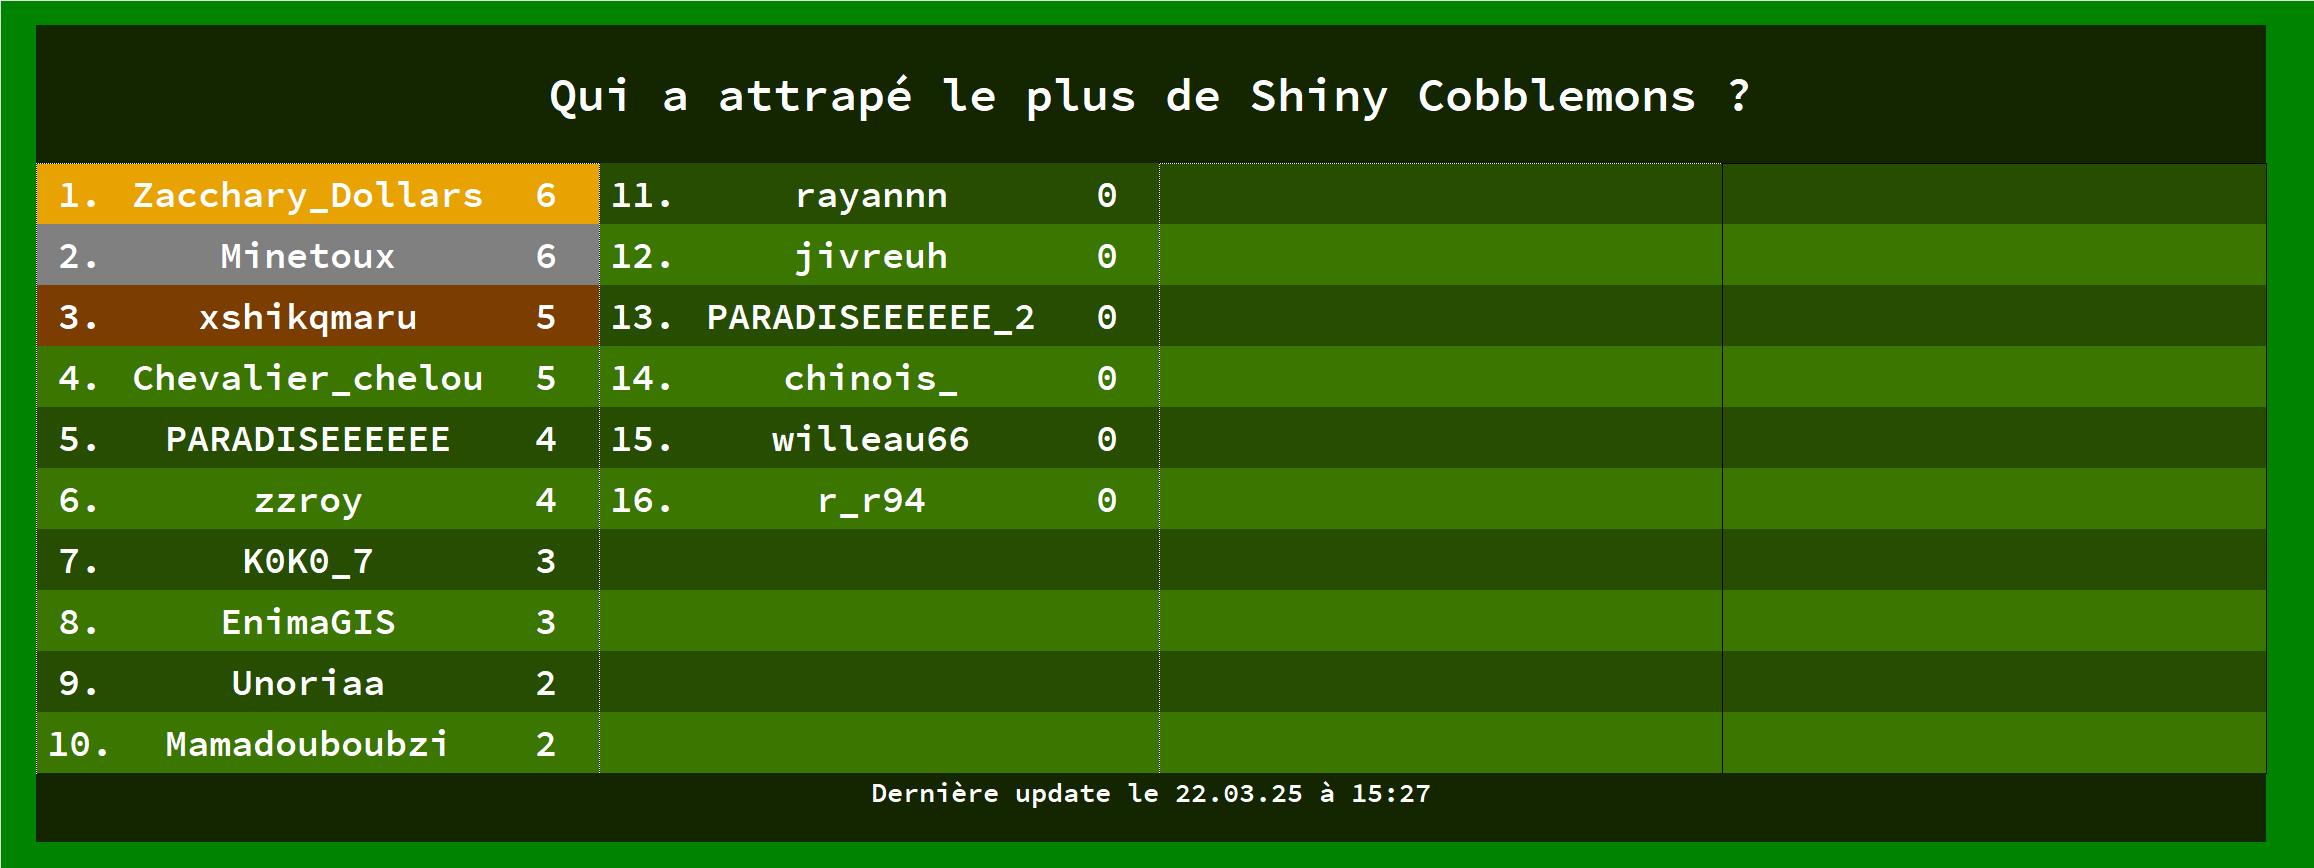 Qui a attrapé le plus de Shiny Cobblemons ?
1. Zacchary_Dollars 6
2. Minetoux 6
3. xshikqmaru 5
4. Chevalier_chelou 5
5. PARADISEEEEEE 4
6. zzroy 4
7. K0K0_7 3
8. EnimaGIS 3
9. Unoriaa 2
10. Mamadouboubzi 2
11. rayannn 0
12. jivreuh 0
13. PARADISEEEEEE_2 0
14. chinois_ 0
15. willeau66 0
16. r_r94 0
Dernière update le 22.03.25 à 15:27